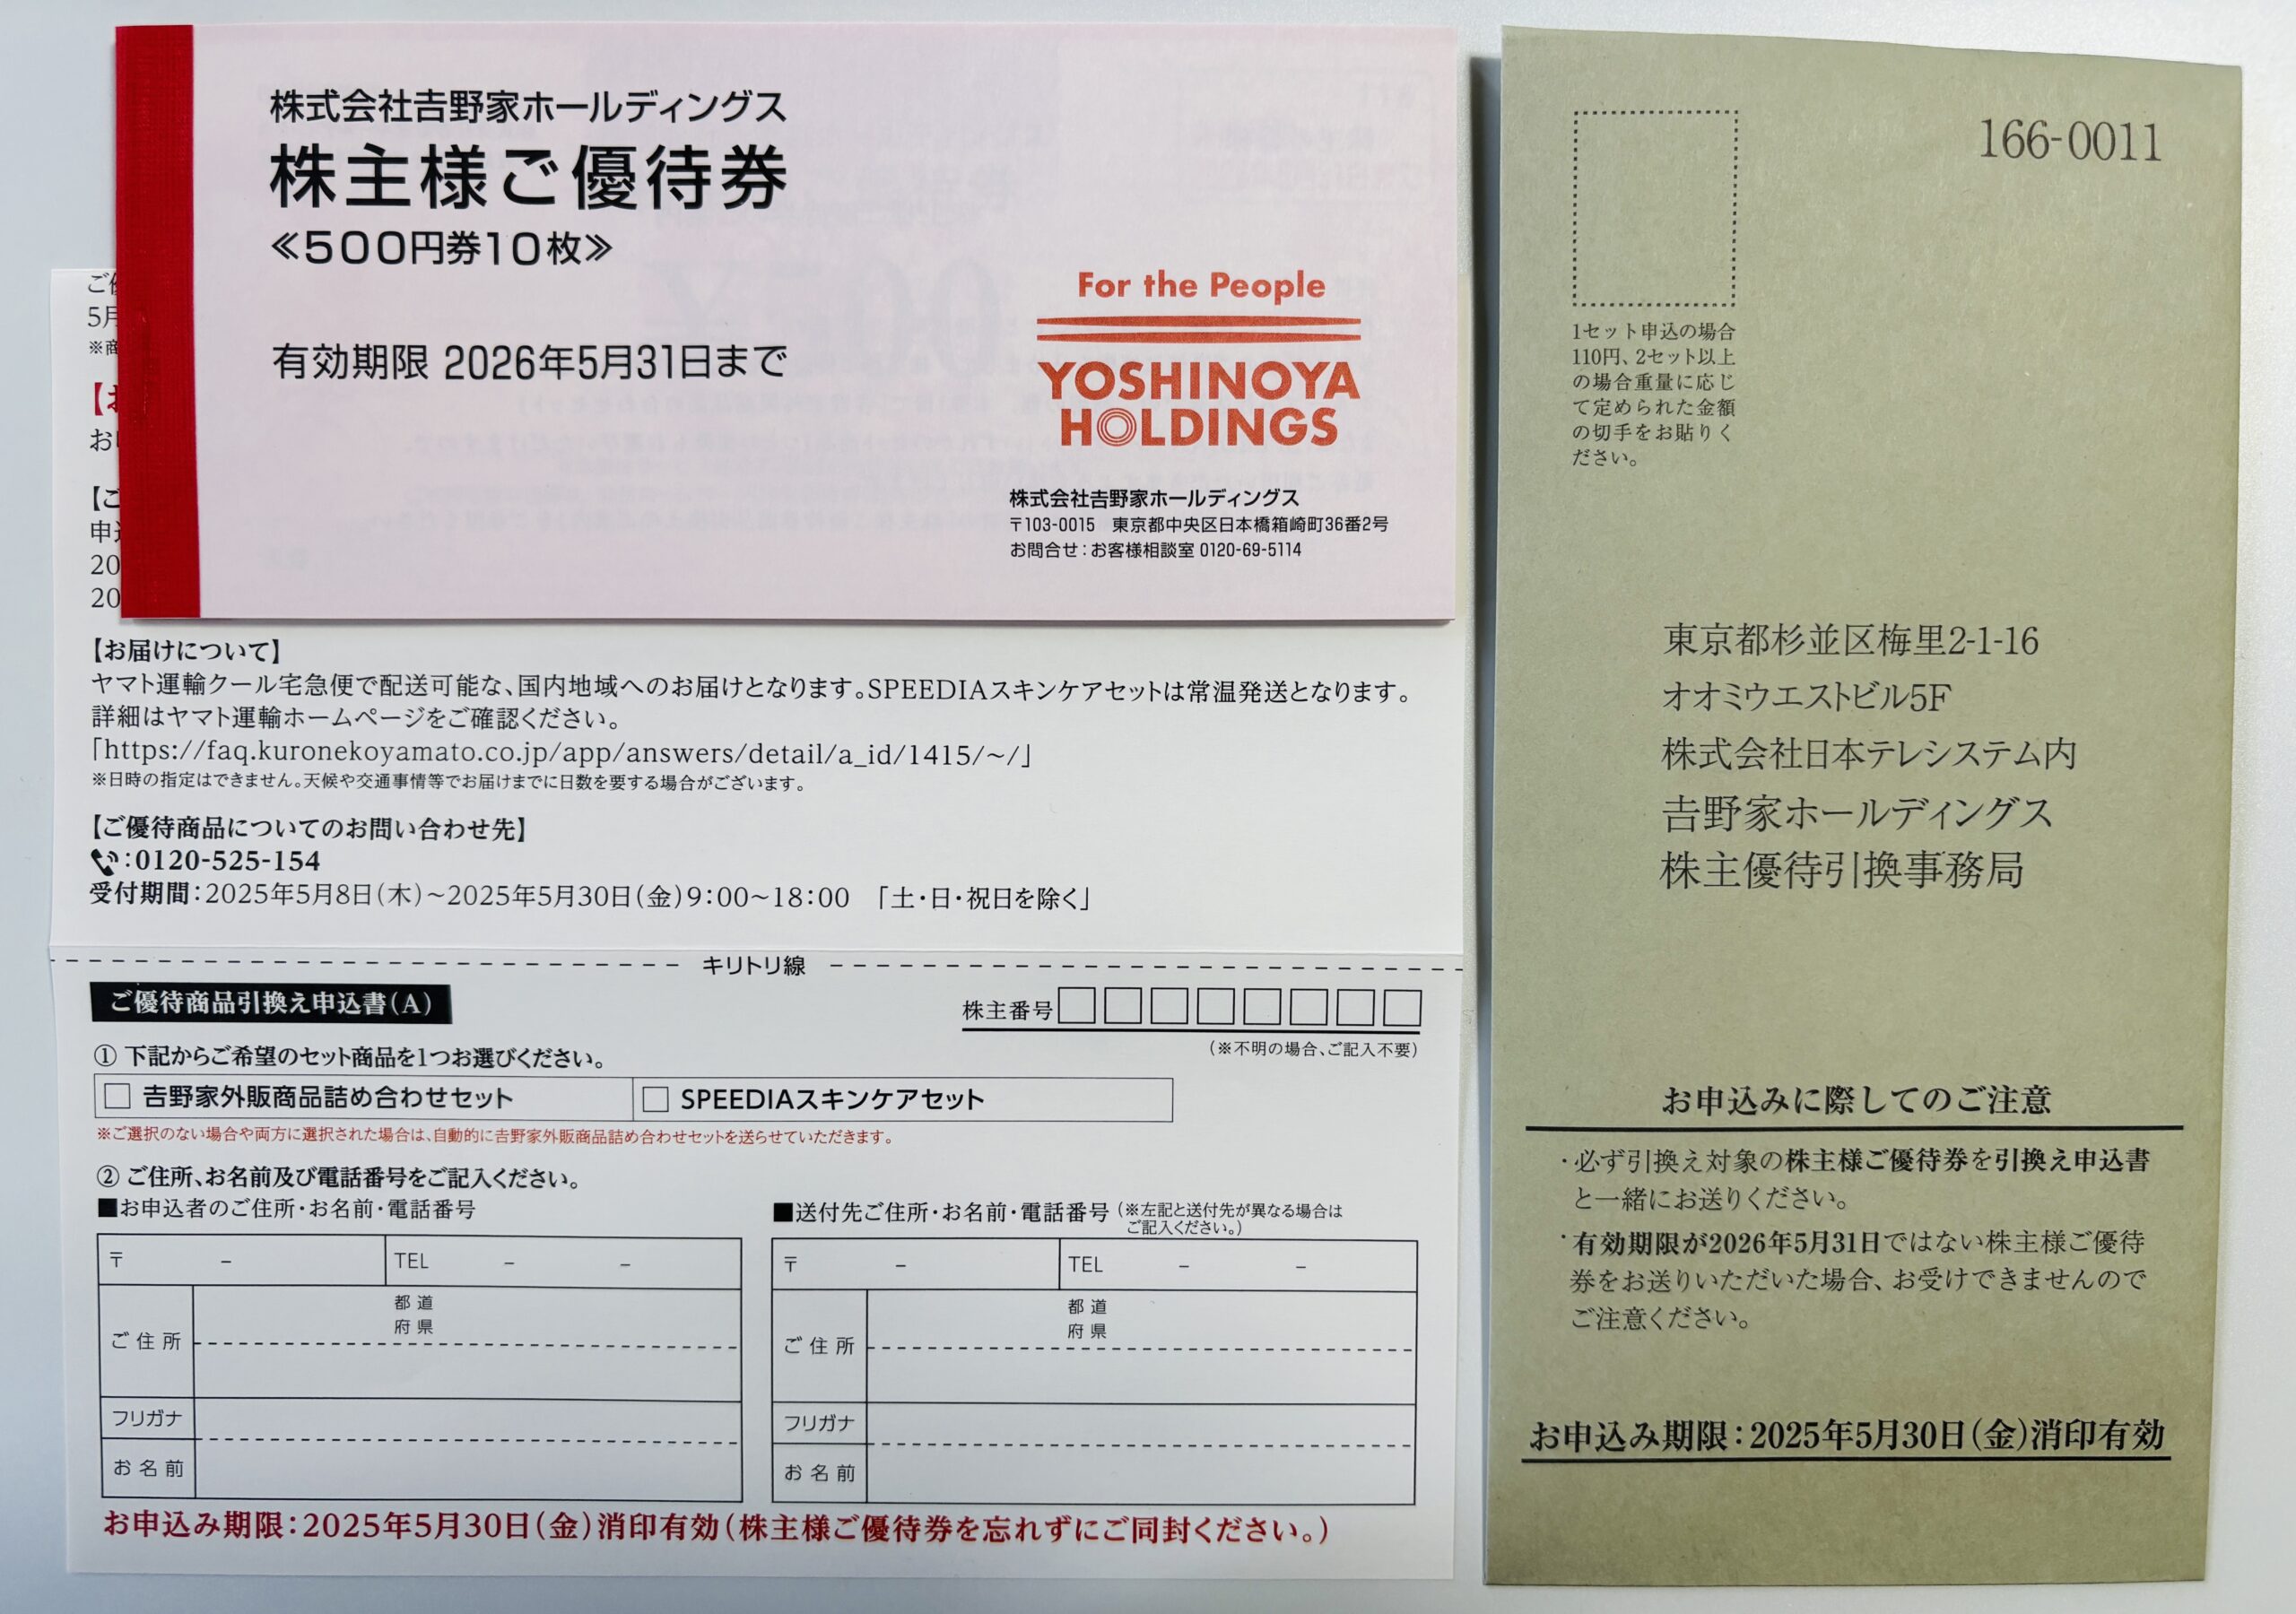 株式会社𠮷野家ホールディングス
株主様ご優待券
≪500円券10枚≫
有効期限 2026年5月31日まで
For the People
YOSHINOYA
HOLDINGS
株式会社𠮷野家ホールディングス
〒103-0015　東京都中央区日本橋箱崎町36番2号
お問合せ：お客様相談室 0120-69-5114
ご
5月
※商
【お
お
【ご
申
20
20
【お届けについて】
ヤマト運輸クール宅急便で配送可能な、国内地域へのお届けとなります。SPEEDIAスキンケアセットは常温発送となります。
詳細はヤマト運輸ホームページをご確認ください。
「https://faq.kuronekoyamato.co.jp/app/answers/detail/a_id/1415/~/」
※日時の指定はできません。天候や交通事情等でお届けまでに日数を要する場合がございます。
【ご優待商品についてのお問い合わせ先】
:0120-525-154
受付期間：2025年5月8日（木）~2025年5月30日（金）9：00~18：00　「土・日・祝日を除く」
キリトリ線
ご優待商品引換え申込書（A）
株主番号
（※不明の場合、ご記入不要）
① 下記からご希望のセット商品を1つお選びください。
□ 𠮷野家外販商品詰め合わせセット
□ SPEEDIAスキンケアセット
※ご選択のない場合や両方に選択された場合は、自動的に𠮷野家外販商品詰め合わせセットを送らせていただきます。
② ご住所、お名前及び電話番号をご記入ください。
■お申込者のご住所・お名前・電話番号
〒　－　TEL　－　－
都道
府県
ご住所
フリガナ
お名前
■送付先ご住所・お名前・電話番号（※左記と送付先が異なる場合は
ご記入ください。）
〒　－　TEL　－　－
都道
府県
ご住所
フリガナ
お名前
お申込み期限：2025年5月30日（金）消印有効（株主様ご優待券を忘れずにご同封ください。）
166-0011
1セット申込の場合
110円、2セット以上
の場合重量に応じ
て定められた金額
の切手をお貼りく
ださい。
東京都杉並区梅里2-1-16
オオミウエストビル5F
株式会社日本テレシステム内
𠮷野家ホールディングス
株主優待引換事務局
お申込みに際してのご注意
・必ず引換え対象の株主様ご優待券を引換え申込書
と一緒にお送りください。
・有効期限が2026年5月31日ではない株主様ご優待
券をお送りいただいた場合、お受けできませんので
ご注意ください。
お申込み期限：2025年5月30日（金）消印有効